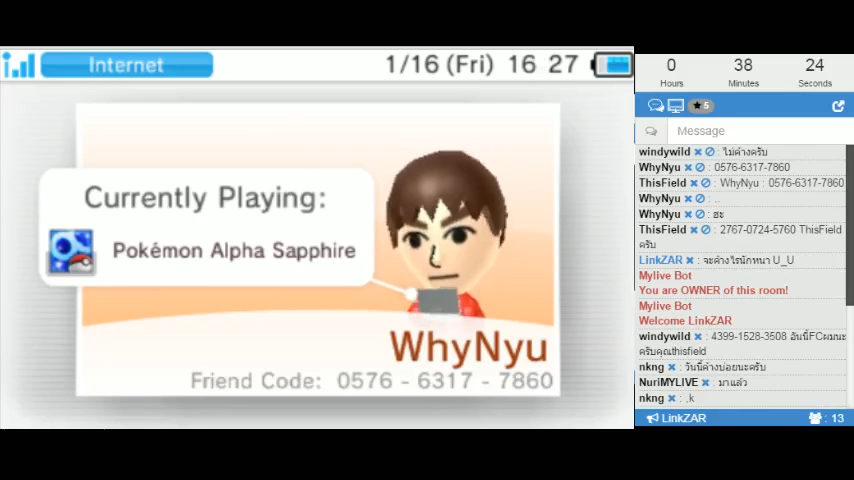 Internet
1/16 (Fri) 16 27
Currently Playing:
Pokémon Alpha Sapphire
WhyNyu
Friend Code: 0576 - 6317 - 7860
0 38 24
Hours Minutes Seconds
5
Message
windywild : ไม่ค้างครับ
WhyNyu : 0576-6317-7860
ThisField : WhyNyu : 0576-6317-7860
WhyNyu : ..
WhyNyu : ฮะ
ThisField : 2767-0724-5760 ThisField
ครับ
LinkZAR : จะค้างไรนักหนา U_U
Mylive Bot
You are OWNER of this room!
Mylive Bot
Welcome LinkZAR
windywild : 4399-1528-3508 อันนี้FCผมนะ
ครับคุณthisfield
nkng : วันนี้ค้างบ่อยนะครับ
NuriMYLIVE : มาแล้ว
nkng : .k
LinkZAR : 13